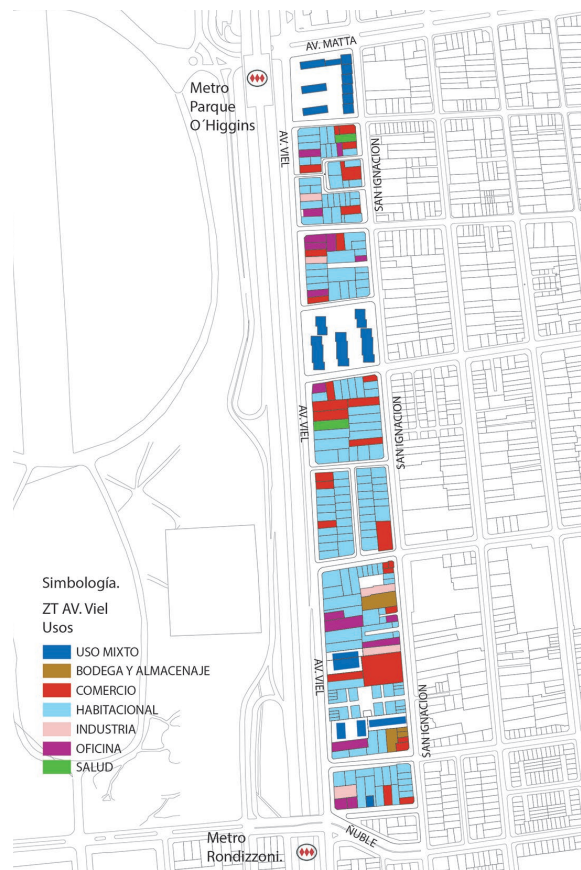 AV. MATTA
Metro
Parque
O´Higgins
AV. VIEL
SAN IGNACION
AV. VIEL
SAN IGNACION
Simbología.
ZT AV. Viel
Usos
USO MIXTO
BODEGA Y ALMACENAJE
COMERCIO
HABITACIONAL
INDUSTRIA
OFICINA
SALUD
AV. VIEL
SAN IGNACION
Metro
Rondizzoni.
ÑUBLE